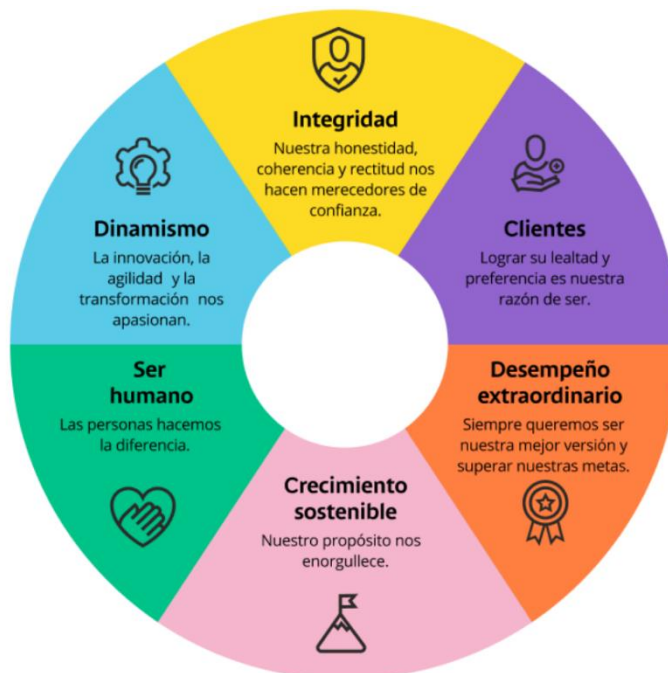 Integridad
Nuestra honestidad,
coherencia y rectitud nos
hacen merecedores de
confianza.
Clientes
Lograr su lealtad y
preferencia es nuestra
razón de ser.
Desempeño
extraordinario
Siempre queremos ser
nuestra mejor versión y
superar nuestras metas.
Crecimiento
sostenible
Nuestro propósito nos
enorgullece.
Ser
humano
Las personas hacemos
la diferencia.
Dinamismo
La innovación, la
agilidad y la
transformación nos
apasionan.